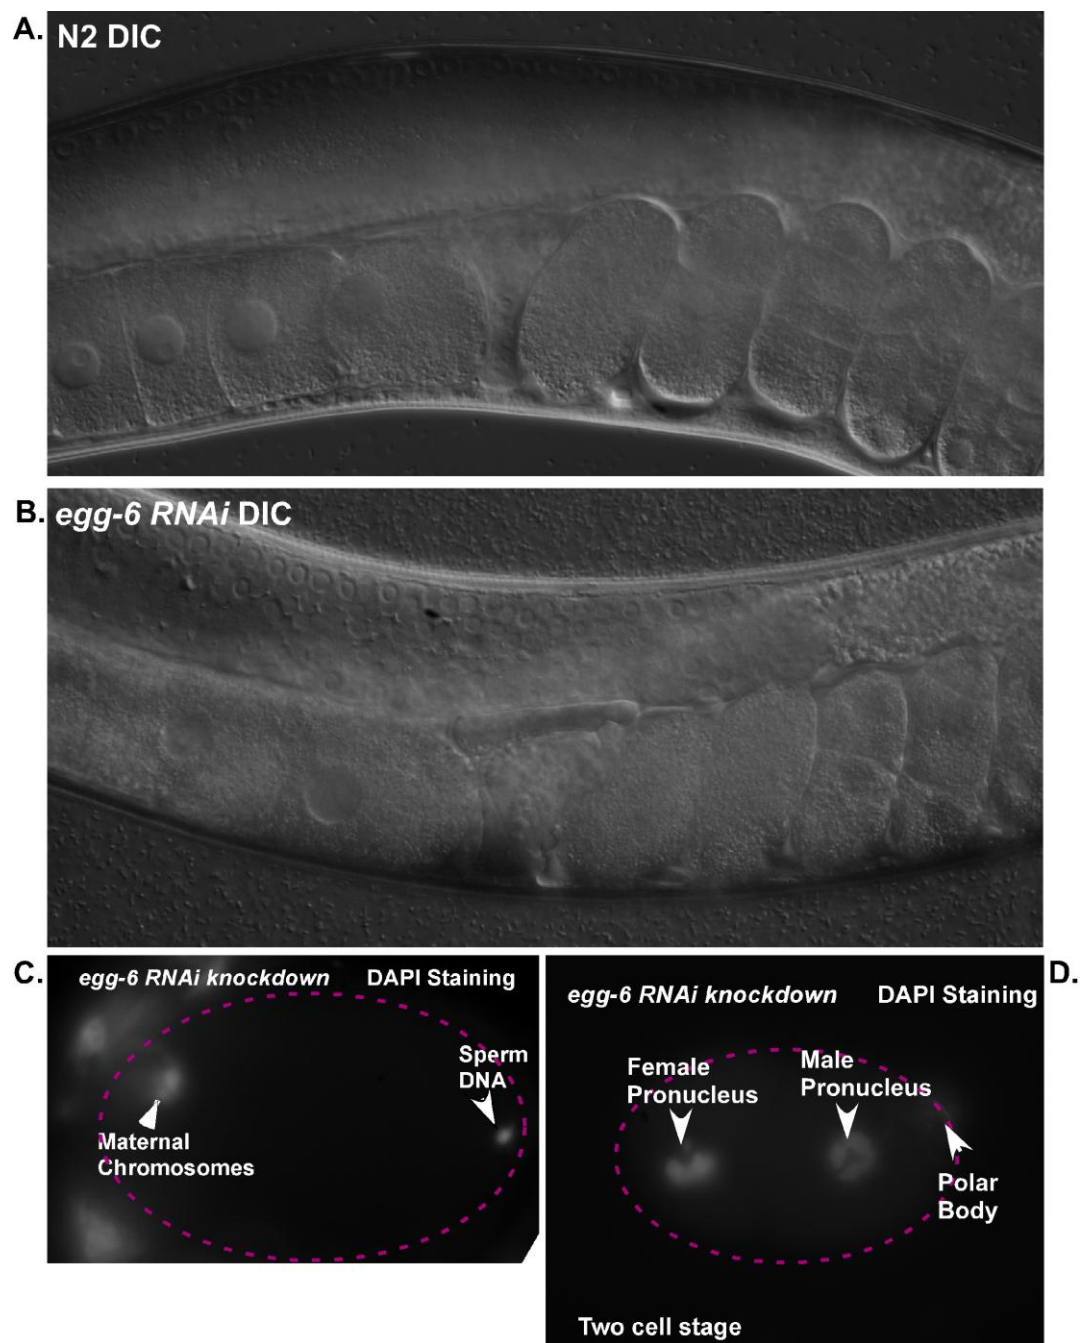 A.
N2 DIC
B.
egg-6 RNAi DIC
C.
egg-6 RNAi knockdown DAPI Staining
Sperm
DNA
Maternal
Chromosomes
D.
egg-6 RNAi knockdown DAPI Staining
Female
Pronucleus
Male
Pronucleus
Polar
Body
Two cell stage